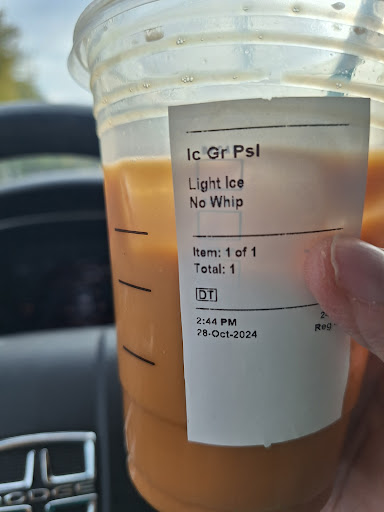 Ic Gr Psl
Light Ice
No Whip
Item: 1 of 1
Total: 1
DT
2:44 PM
28-Oct-2024
Reg
DODGE